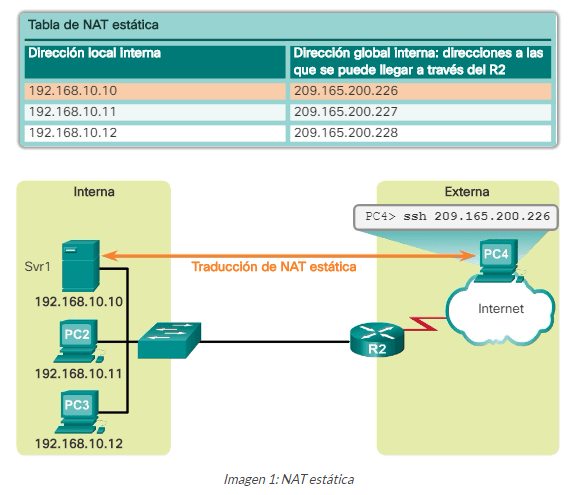 Tabla de NAT estática
Dirección local interna
Dirección global interna: direcciones a las
que se puede llegar a través del R2
192.168.10.10
209.165.200.226
192.168.10.11
209.165.200.227
192.168.10.12
209.165.200.228
Interna
Externa
PC4> ssh 209.165.200.226
PC4
Svr1
Traducción de NAT estática
192.168.10.10
Internet
PC2
R2
192.168.10.11
PC3
192.168.10.12
Imagen 1: NAT estática